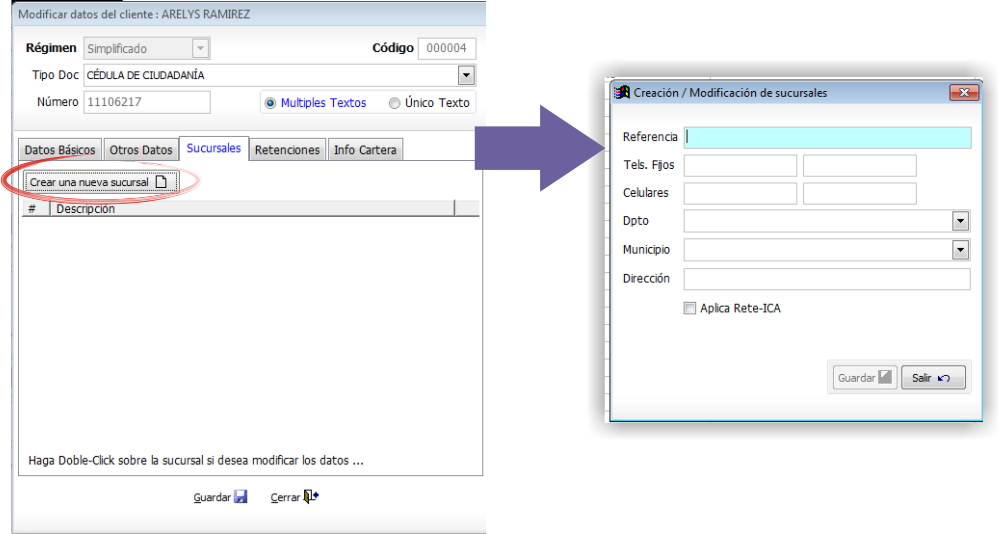 Modificar datos del cliente : ARELYS RAMIREZ
Régimen Simplificado Código 000004
Tipo Doc CÉDULA DE CIUDADANÍA
Número 11106217 Multiples Textos Único Texto
Datos Básicos Otros Datos Sucursales Retenciones Info Cartera
Crear una nueva sucursal
# Descripción
Haga Doble-Click sobre la sucursal si desea modificar los datos ...
Guardar Cerrar
Creación / Modificación de sucursales
Referencia
Tels. Fijos
Celulares
Dpto
Municipio
Dirección
Aplica Rete-ICA
Guardar Salir